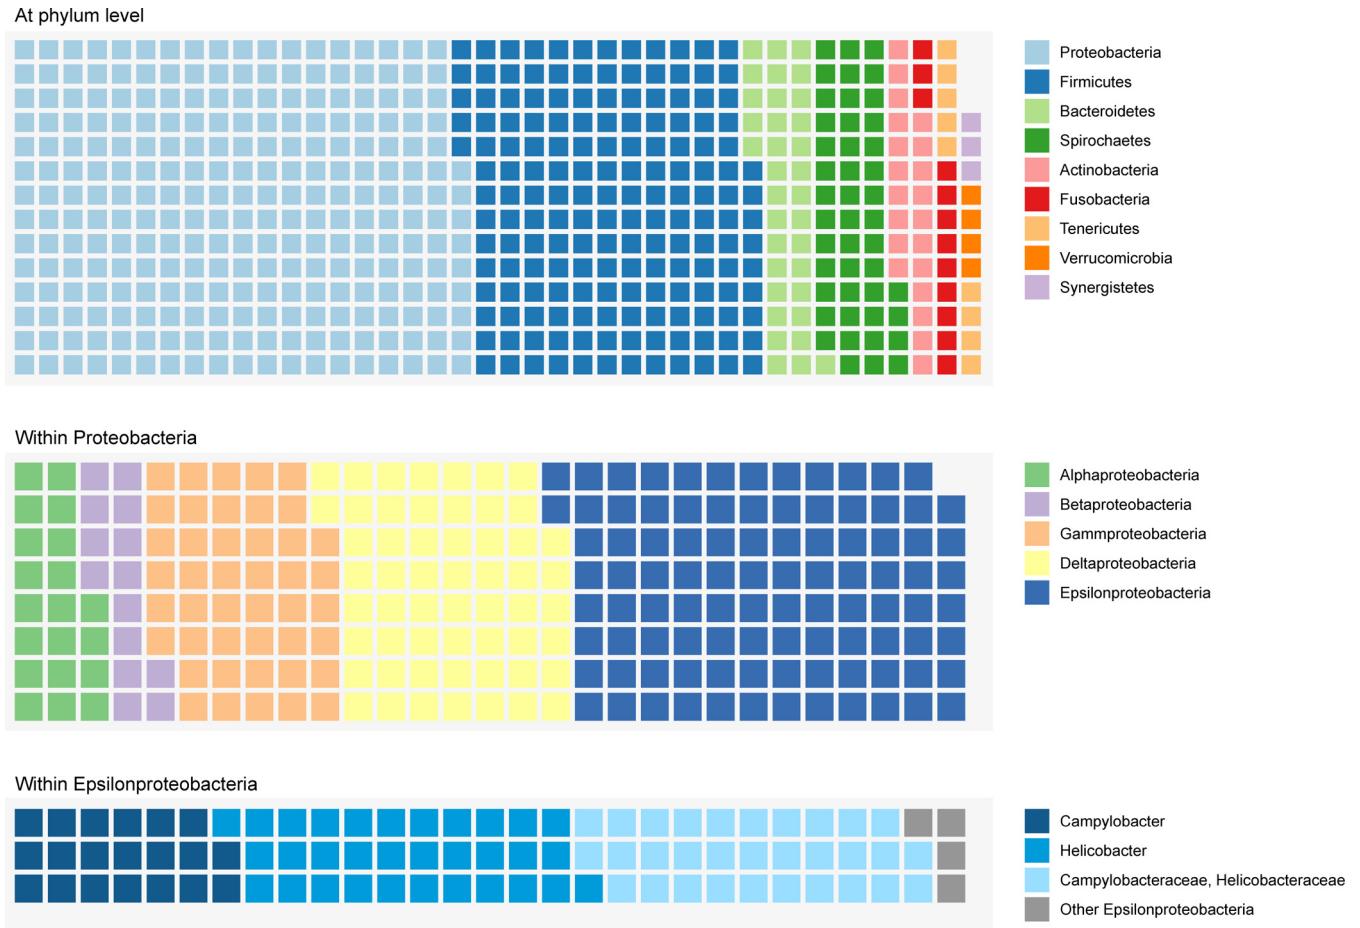 At phylum level
Proteobacteria
Firmicutes
Bacteroidetes
Spirochaetes
Actinobacteria
Fusobacteria
Tenericutes
Verrucomicrobia
Synergistetes
Within Proteobacteria
Alphaproteobacteria
Betaproteobacteria
Gammproteobacteria
Deltaproteobacteria
Epsilonproteobacteria
Within Epsilonproteobacteria
Campylobacter
Helicobacter
Campylobacteraceae, Helicobacteraceae
Other Epsilonproteobacteria